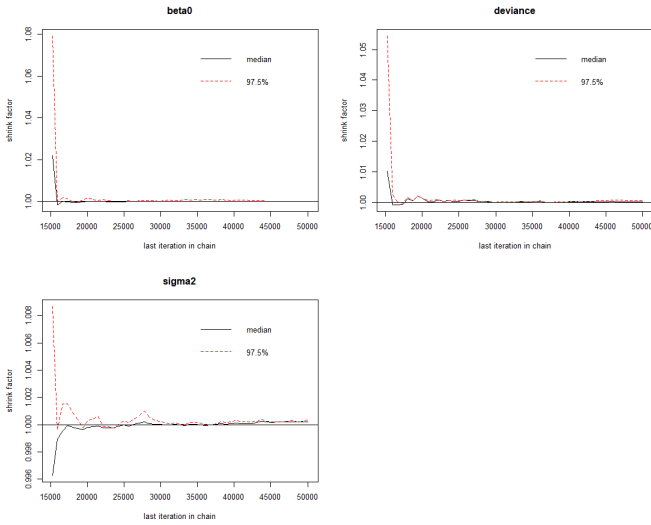 beta0
shrink factor
1.00
1.02
1.04
1.06
1.08
median
97.5%
15000 20000 25000 30000 35000 40000 45000 50000
last iteration in chain
deviance
shrink factor
1.00
1.01
1.02
1.03
1.04
1.05
median
97.5%
15000 20000 25000 30000 35000 40000 45000 50000
last iteration in chain
sigma2
shrink factor
0.996
0.998
1.000
1.002
1.004
1.006
1.008
median
97.5%
15000 20000 25000 30000 35000 40000 45000 50000
last iteration in chain